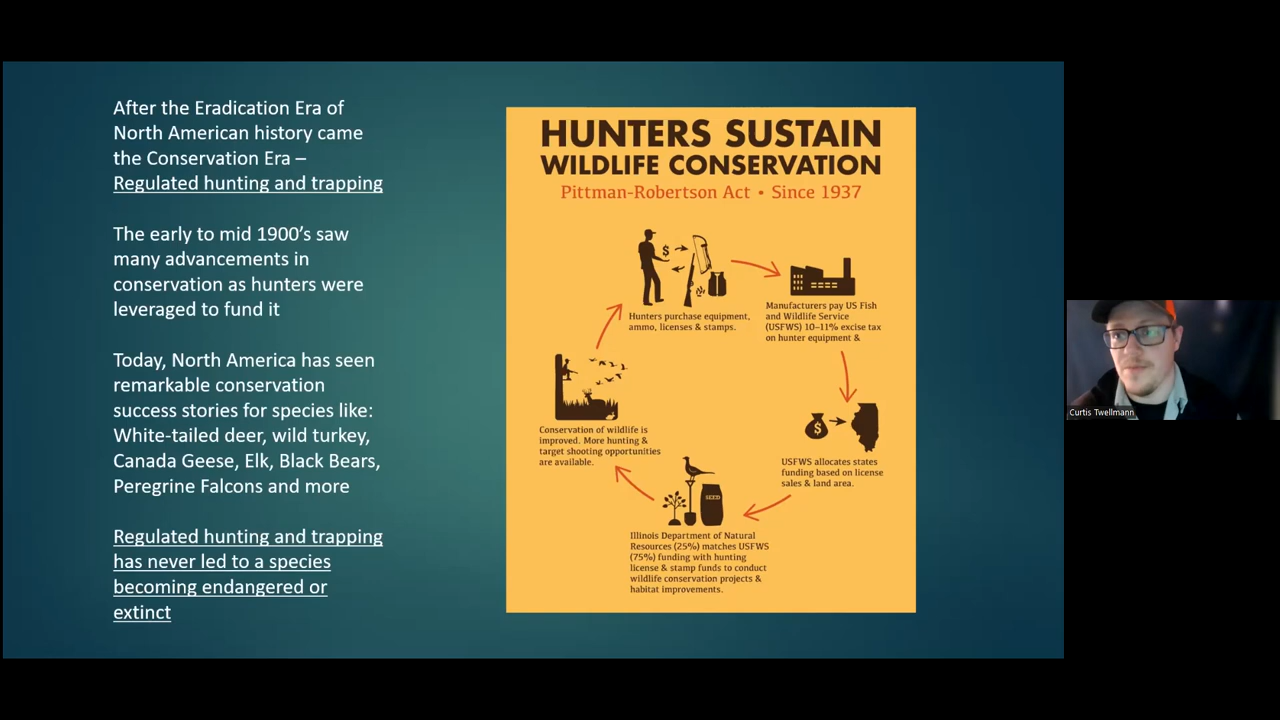 After the Eradication Era of
North American history came
the Conservation Era –
Regulated hunting and trapping
The early to mid 1900’s saw
many advancements in
conservation as hunters were
leveraged to fund it
Today, North America has seen
remarkable conservation
success stories for species like:
White-tailed deer, wild turkey,
Canada Geese, Elk, Black Bears,
Peregrine Falcons and more
Regulated hunting and trapping
has never led to a species
becoming endangered or
extinct
HUNTERS SUSTAIN
WILDLIFE CONSERVATION
Pittman-Robertson Act • Since 1937
$
Hunters purchase equipment,
ammo, licenses & stamps.
Manufacturers pay US Fish
and Wildlife Service
(USFWS) 10–11% excise tax
on hunter equipment &
$
USFWS allocates states
funding based on license
sales & land area.
SEED
Illinois Department of Natural
Resources (25%) matches USFWS
(75%) funding with hunting
license & stamp funds to conduct
wildlife conservation projects &
habitat improvements.
Conservation of wildlife is
improved. More hunting &
target shooting opportunities
are available.
Curtis Twellmann